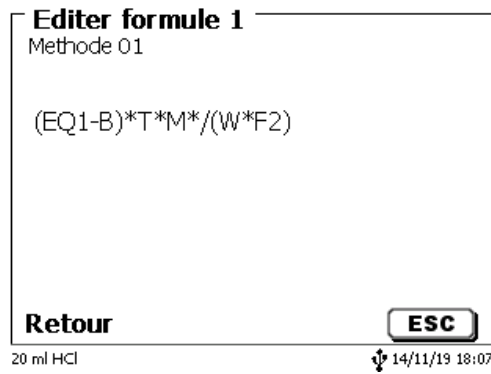 Editer formule 1
Methode 01
(EQ1-B)*T*M*/(W*F2)
Retour ESC
20 ml HCl 14/11/19 18:07